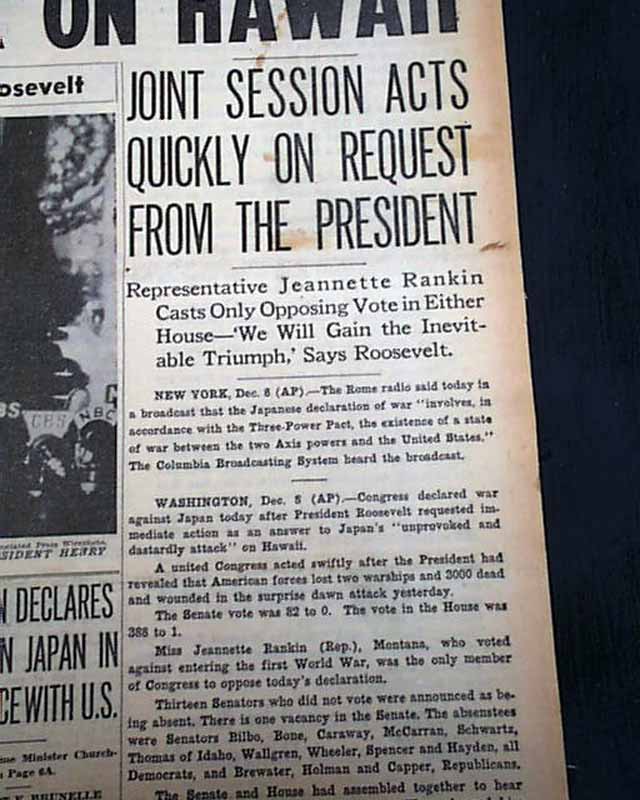 ON HAWAII
osevelt
JOINT SESSION ACTS
QUICKLY ON REQUEST
FROM THE PRESIDENT
Representative Jeannette Rankin
Casts Only Opposing Vote in Either
House—'We Will Gain the Inevit-
able Triumph,' Says Roosevelt.
NEW YORK, Dec. 8 (AP).—The Rome radio said today in
a broadcast that the Japanese declaration of war "involves, in
accordance with the Three-Power Pact, the existence of a state
of war between the two Axis powers and the United States."
The Columbia Broadcasting System heard the broadcast.
WASHINGTON, Dec. 8 (AP).—Congress declared war
against Japan today after President Roosevelt requested im-
mediate action as an answer to Japan's "unprovoked and
dastardly attack" on Hawaii.
A united Congress acted swiftly after the President had
revealed that American forces lost two warships and 3000 dead
and wounded in the surprise dawn attack yesterday.
The Senate vote was 82 to 0. The vote in the House was
388 to 1.
Miss Jeannette Rankin (Rep.), Montana, who voted
against entering the first World War, was the only member
of Congress to oppose today's declaration.
Thirteen Senators who did not vote were announced as be-
ing absent. There is one vacancy in the Senate. The absentees
were Senators Bilbo, Bone, Caraway, McCarran, Schwartz,
Thomas of Idaho, Wallgren, Wheeler, Spencer and Hayden, all
Democrats, and Brewster, Holman and Capper, Republicans.
The Senate and House had assembled together to hear
BS CBS NBC
ociated Press Wirephoto.
SIDENT HENRY
N DECLARES
N JAPAN IN
CE WITH U.S.
me Minister Church-
Page 6A.
BRUNELLE